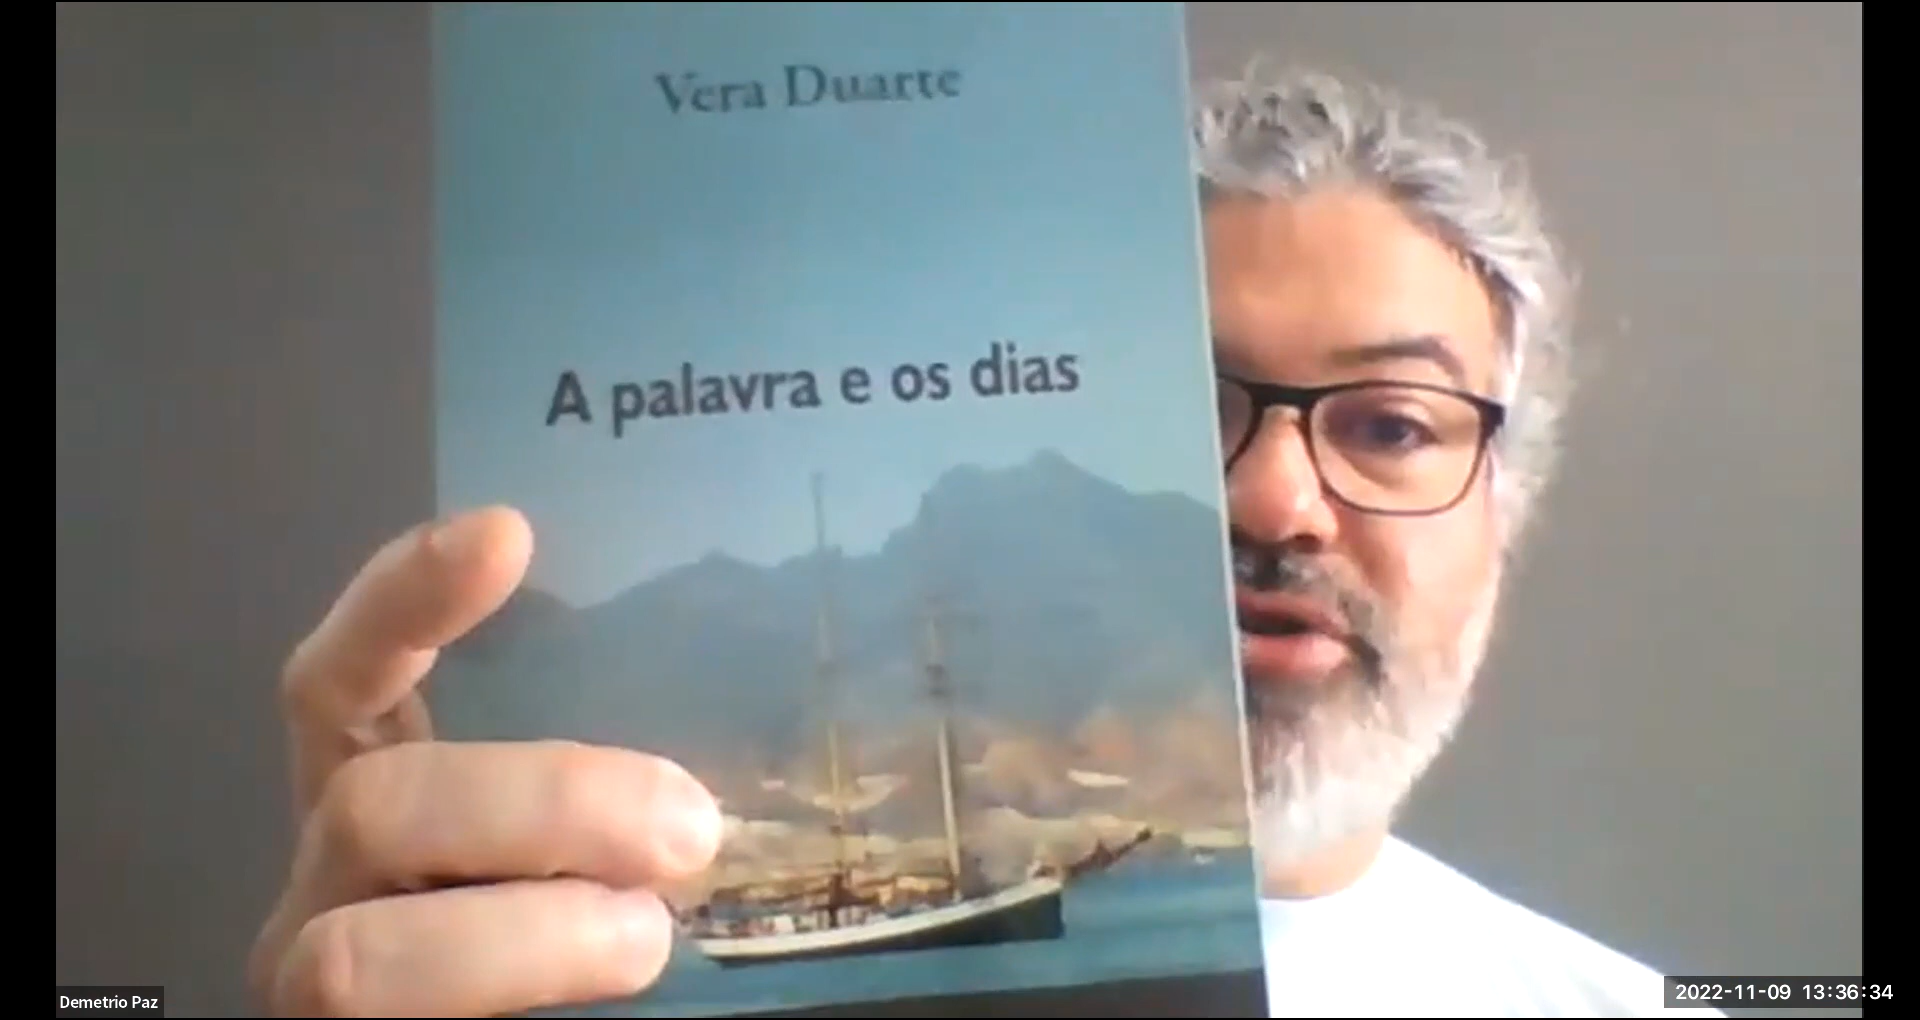 Vera Duarte
A palavra e os dias
Demetrio Paz
2022-11-09 13:36:34